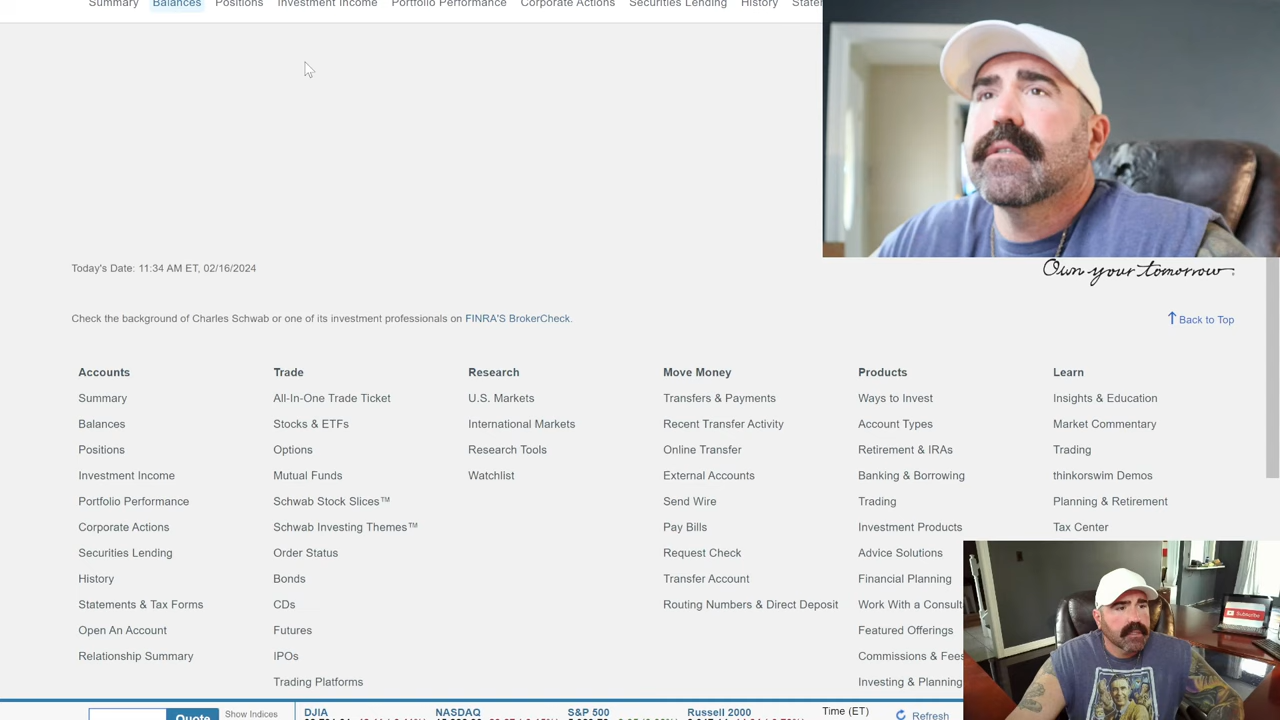 Summary Balances Positions Investment Income Portfolio Performance Corporate Actions Securities Lending History
Today's Date: 11:34 AM ET, 02/16/2024
Own your tomorrow.
Check the background of Charles Schwab or one of its investment professionals on FINRA'S BrokerCheck.
Back to Top
Accounts
Summary
Balances
Positions
Investment Income
Portfolio Performance
Corporate Actions
Securities Lending
History
Statements & Tax Forms
Open An Account
Relationship Summary
Trade
All-In-One Trade Ticket
Stocks & ETFs
Options
Mutual Funds
Schwab Stock Slices™
Schwab Investing Themes™
Order Status
Bonds
CDs
Futures
IPOs
Trading Platforms
Research
U.S. Markets
International Markets
Research Tools
Watchlist
Move Money
Transfers & Payments
Recent Transfer Activity
Online Transfer
External Accounts
Send Wire
Pay Bills
Request Check
Transfer Account
Routing Numbers & Direct Deposit
Products
Ways to Invest
Account Types
Retirement & IRAs
Banking & Borrowing
Trading
Investment Products
Advice Solutions
Financial Planning
Work With a Consult
Featured Offerings
Commissions & Fees
Investing & Planning
Learn
Insights & Education
Market Commentary
Trading
thinkorswim Demos
Planning & Retirement
Tax Center
Subscribe
Quote
Show Indices
DJIA NASDAQ S&P 500 Russell 2000
Time (ET)
Refresh